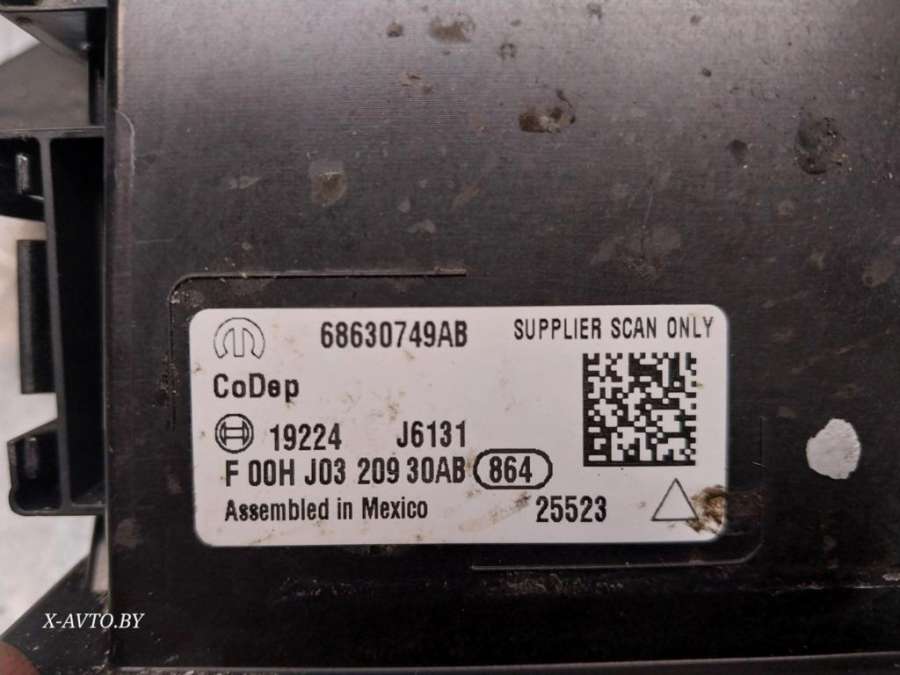 68630749AB SUPPLIER SCAN ONLY
CoDep
19224 J6131
F 00H J03 209 30AB 864
Assembled in Mexico 25523
X-AVTO.BY